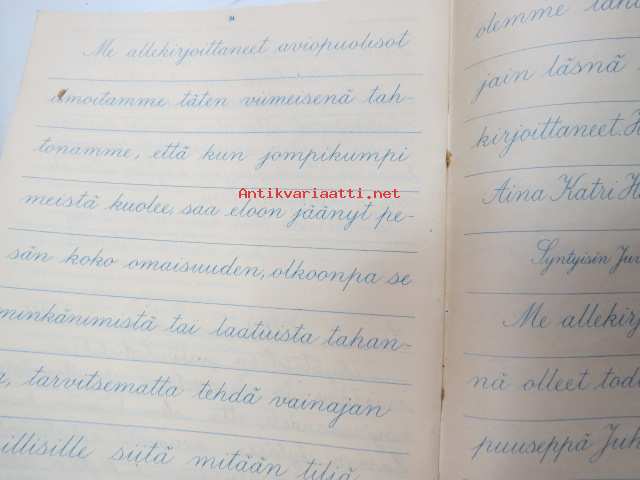 34
Me allekirjoittaneet aviopuolisot
ilmoitamme täten viimeisenä tah-
tonamme, että kun jompikumpi
Antikvariaatti.net
meistä kuolee, saa eloon jäänyt pe-
sän koko omaisuuden, olkoonpa se
minkänimistä tai laatuista tahan-
, tarvitsematta tehdä vainajan
illisille siitä mitään tiliä.
olemme
jain läsnä
kirjoittaneet.
Aina Katri
Syntyisin
Me allekirj
nä olleet tod
puuseppä Juh